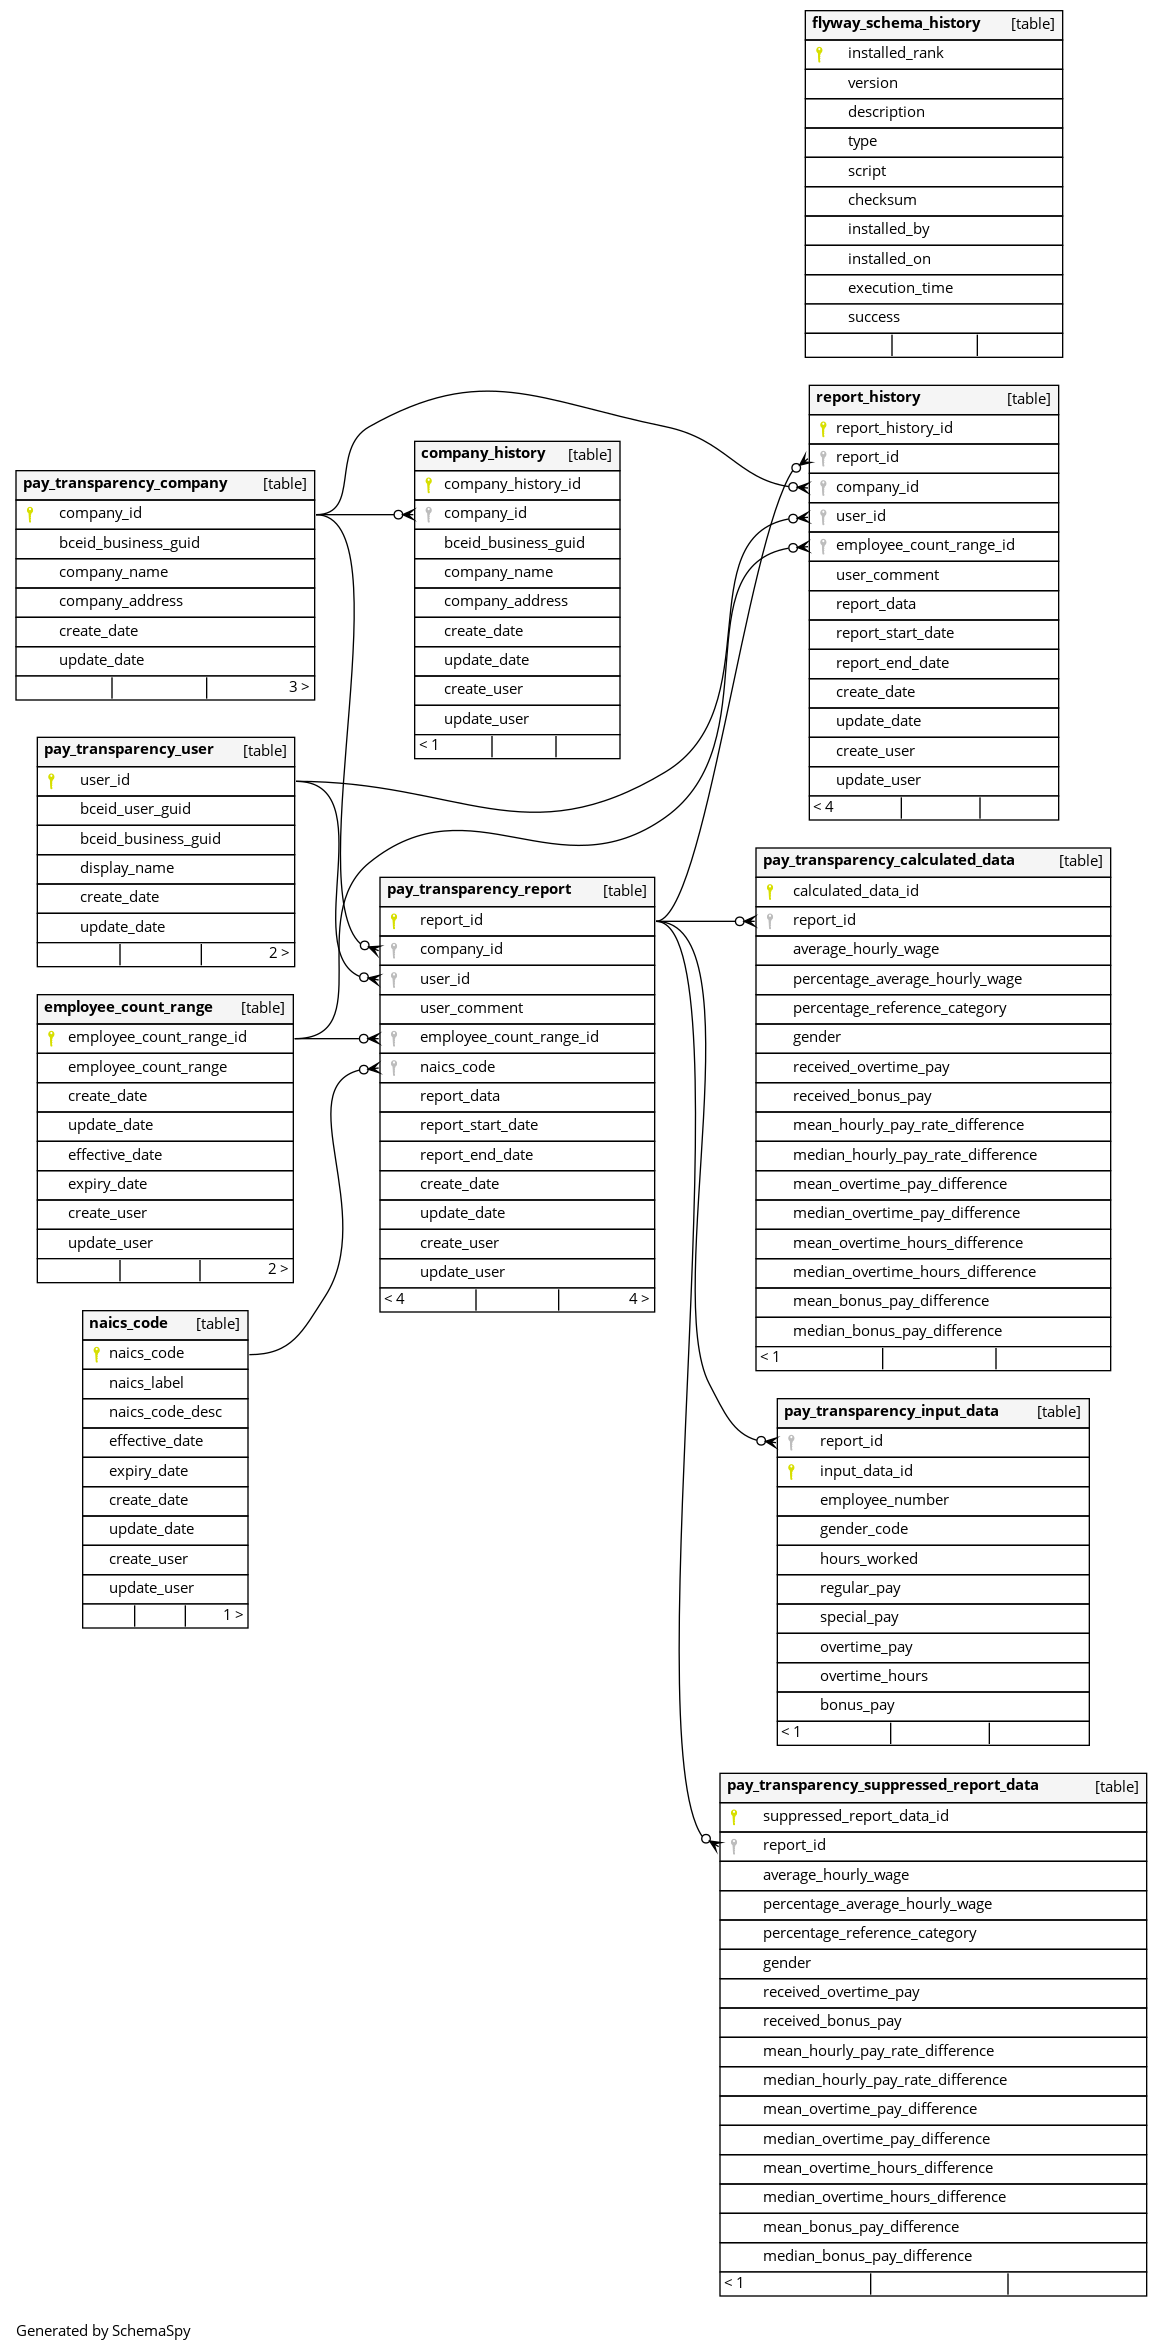 flyway_schema_history [table]
installed_rank
version
description
type
script
checksum
installed_by
installed_on
execution_time
success
report_history [table]
report_history_id
report_id
company_id
user_id
employee_count_range_id
user_comment
report_data
report_start_date
report_end_date
create_date
update_date
create_user
update_user
< 4
company_history [table]
company_history_id
company_id
bceid_business_guid
company_name
company_address
create_date
update_date
create_user
update_user
< 1
pay_transparency_company [table]
company_id
bceid_business_guid
company_name
company_address
create_date
update_date
3 >
pay_transparency_user [table]
user_id
bceid_user_guid
bceid_business_guid
display_name
create_date
update_date
2 >
pay_transparency_calculated_data [table]
calculated_data_id
report_id
average_hourly_wage
percentage_average_hourly_wage
percentage_reference_category
gender
received_overtime_pay
received_bonus_pay
mean_hourly_pay_rate_difference
median_hourly_pay_rate_difference
mean_overtime_pay_difference
median_overtime_pay_difference
mean_overtime_hours_difference
median_overtime_hours_difference
mean_bonus_pay_difference
median_bonus_pay_difference
< 1
pay_transparency_report [table]
report_id
company_id
user_id
user_comment
employee_count_range_id
naics_code
report_data
report_start_date
report_end_date
create_date
update_date
create_user
update_user
< 4 4 >
employee_count_range [table]
employee_count_range_id
employee_count_range
create_date
update_date
effective_date
expiry_date
create_user
update_user
2 >
naics_code [table]
naics_code
naics_label
naics_code_desc
effective_date
expiry_date
create_date
update_date
create_user
update_user
1 >
pay_transparency_input_data [table]
report_id
input_data_id
employee_number
gender_code
hours_worked
regular_pay
special_pay
overtime_pay
overtime_hours
bonus_pay
< 1
pay_transparency_suppressed_report_data [table]
suppressed_report_data_id
report_id
average_hourly_wage
percentage_average_hourly_wage
percentage_reference_category
gender
received_overtime_pay
received_bonus_pay
mean_hourly_pay_rate_difference
median_hourly_pay_rate_difference
mean_overtime_pay_difference
median_overtime_pay_difference
mean_overtime_hours_difference
median_overtime_hours_difference
mean_bonus_pay_difference
median_bonus_pay_difference
< 1
Generated by SchemaSpy